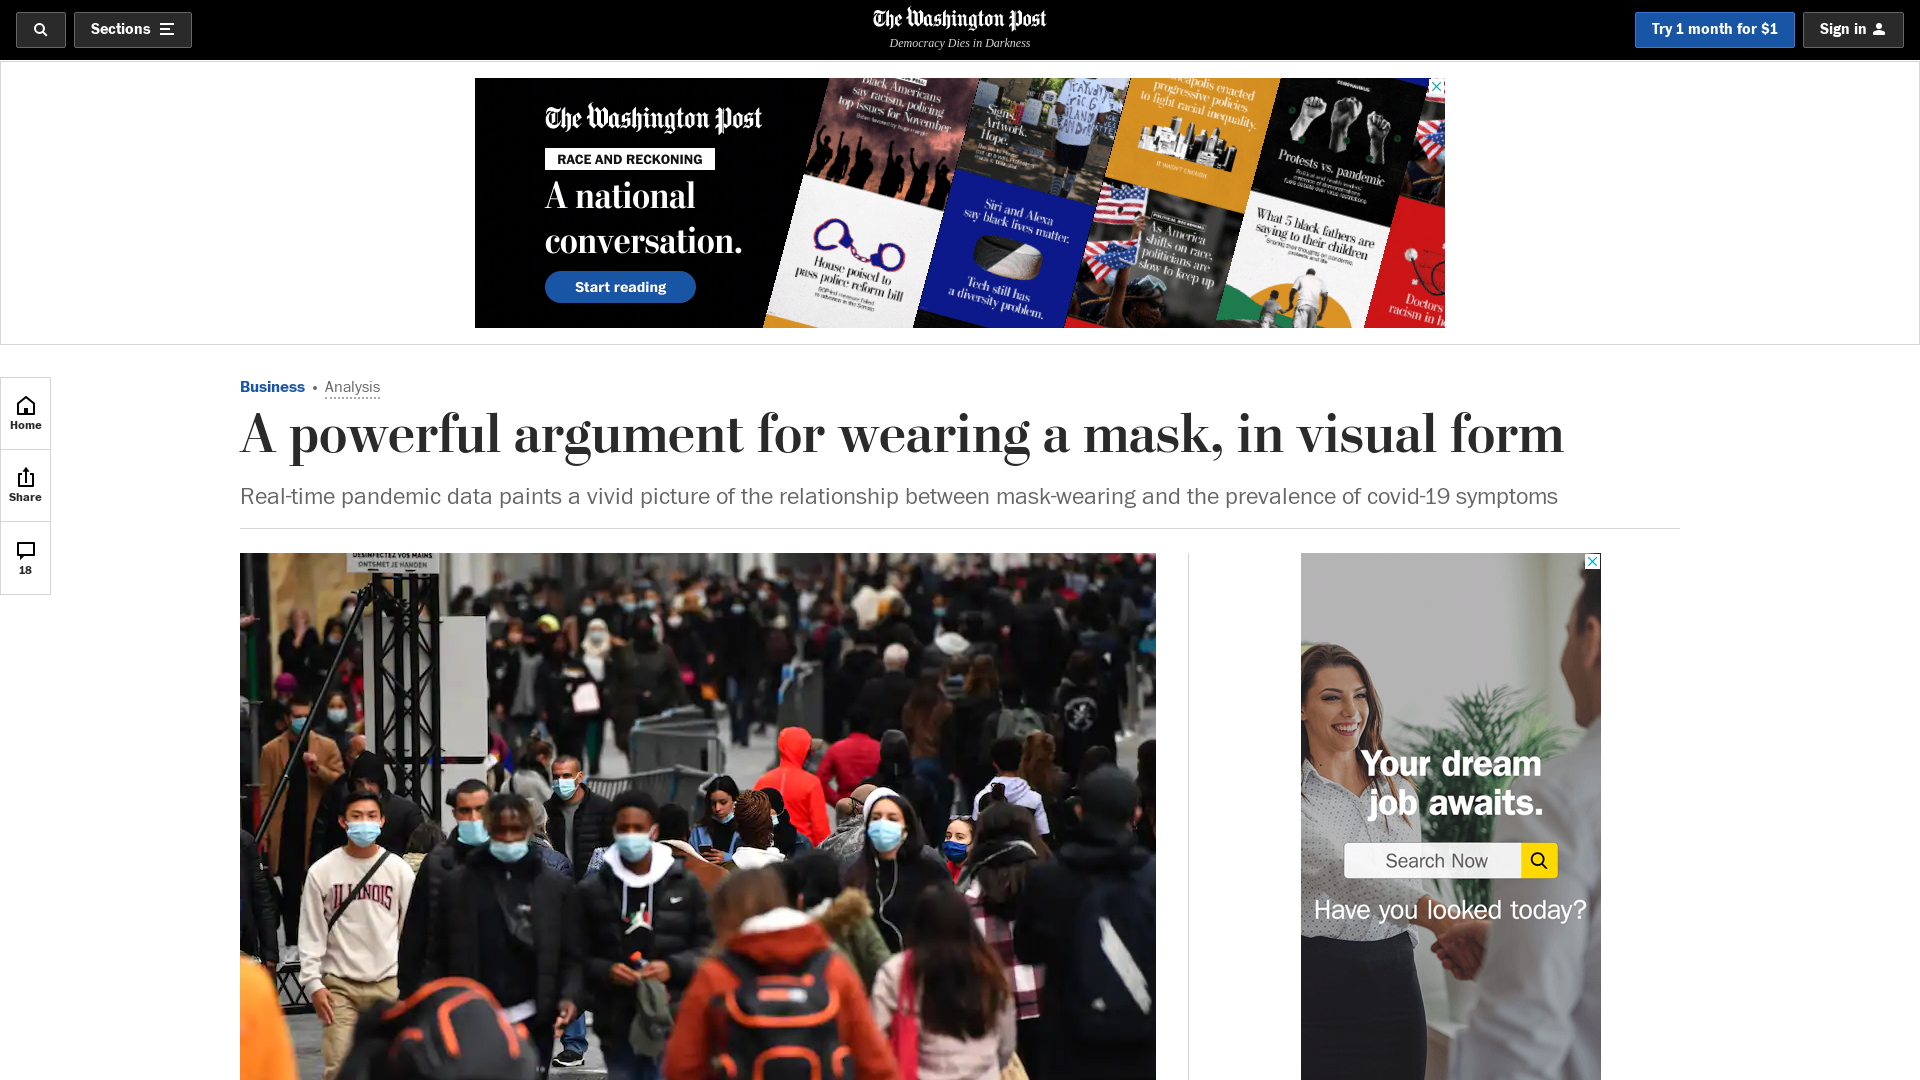 Sections
The Washington Post
Democracy Dies in Darkness
Try 1 month for $1
Sign in
The Washington Post
RACE AND RECKONING
A national
conversation.
Start reading
Black Americans
say racism, policing
top issues for November
Signs.
Artwork.
Hope.
progressive policies
to fight racial inequality.
IT WASN'T ENOUGH.
CORONAVIRUS
Protests vs. pandemic
House poised to
pass police reform bill
Siri and Alexa
say black lives matter.
Tech still has
a diversity problem.
As America
shifts on race,
politicians are
slow to keep up
What 5 black fathers are
saying to their children
Doctors
racism in
Home
Share
18
Business • Analysis
A powerful argument for wearing a mask, in visual form
Real-time pandemic data paints a vivid picture of the relationship between mask-wearing and the prevalence of covid-19 symptoms
DÉSINFECTEZ VOS MAINS
ONTSMET JE HANDEN
ILLINOIS
Your dream
job awaits.
Search Now
Have you looked today?